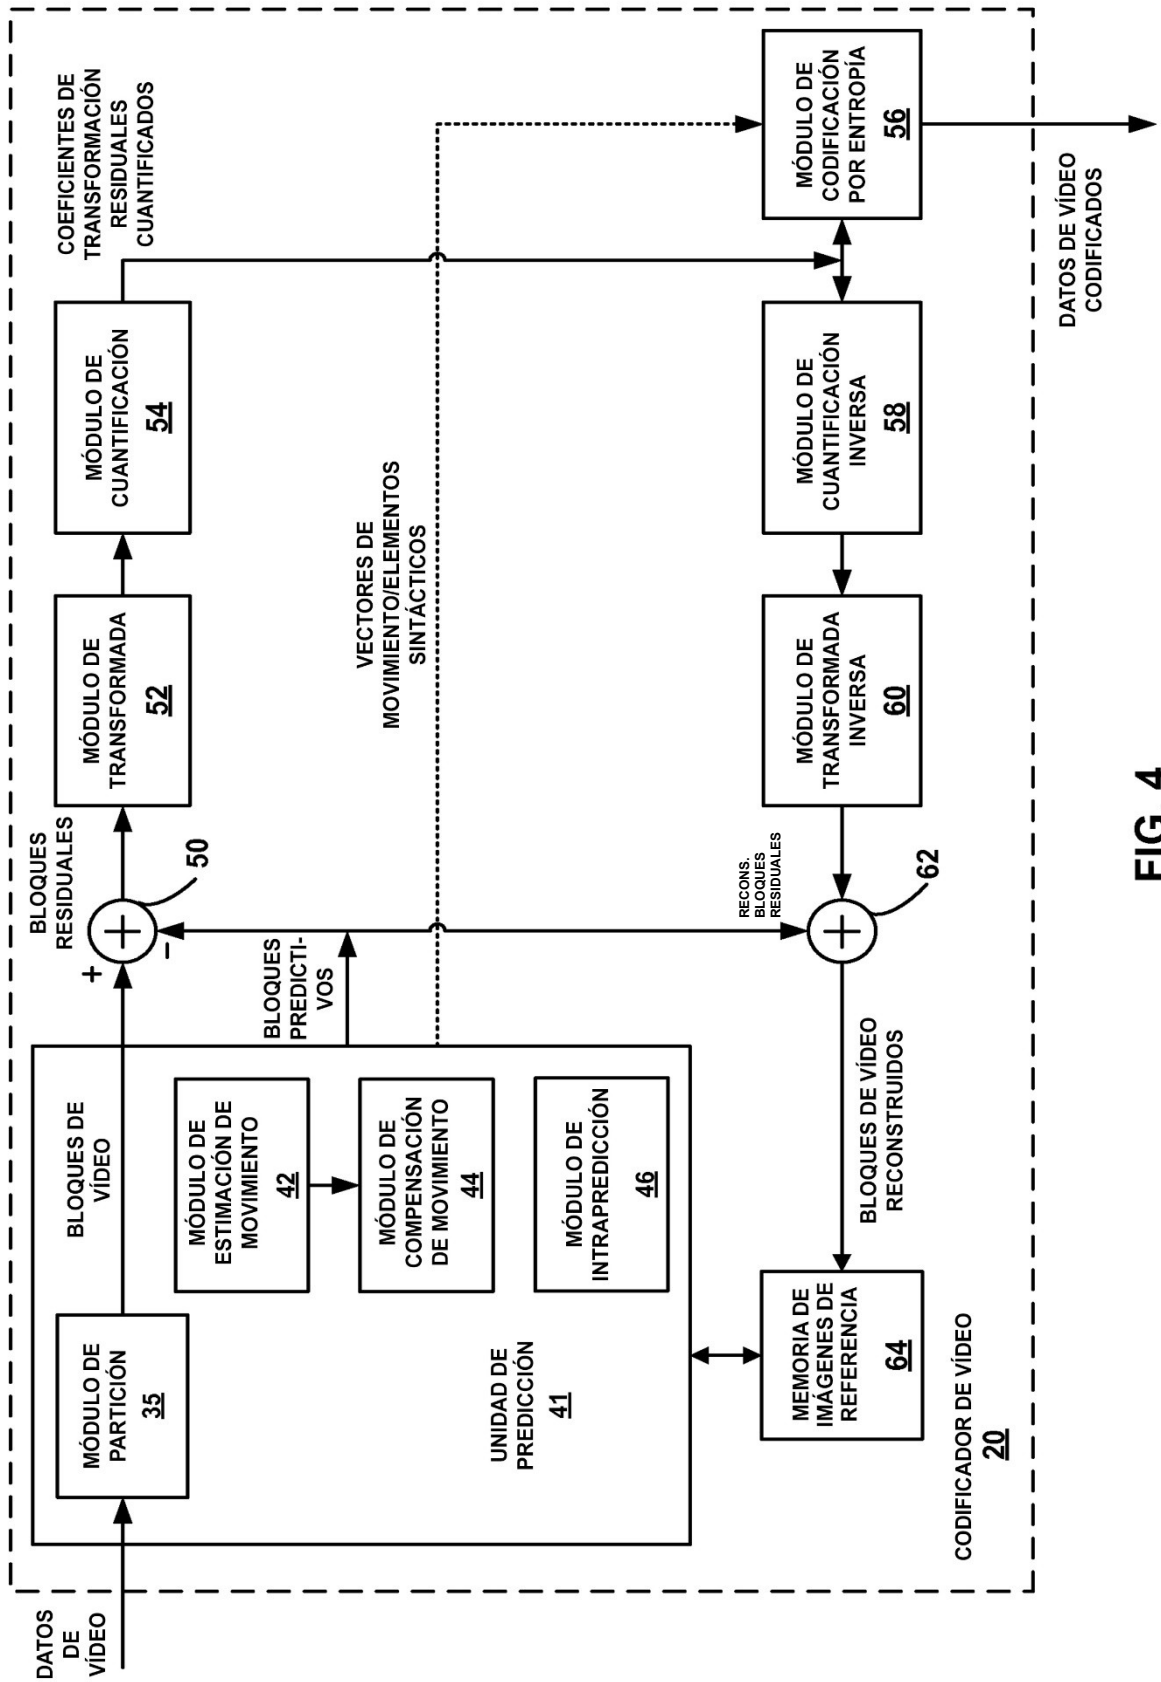 DATOS
DE
VÍDEO
MÓDULO DE
PARTICIÓN
35
BLOQUES DE
VÍDEO
+
-
BLOQUES
RESIDUALES
50
MÓDULO DE
TRANSFORMADA
52
MÓDULO DE
CUANTIFICACIÓN
54
COEFICIENTES DE
TRANSFORMACIÓN
RESIDUALES
CUANTIFICADOS
MÓDULO DE
ESTIMACIÓN DE
MOVIMIENTO
42
MÓDULO DE
COMPENSACIÓN
DE MOVIMIENTO
44
MÓDULO DE
INTRAPREDICCIÓN
46
UNIDAD DE
PREDICCIÓN
41
BLOQUES
PREDICTI-
VOS
VECTORES DE
MOVIMIENTO/ELEMENTOS
SINTÁCTICOS
MEMORIA DE
IMÁGENES DE
REFERENCIA
64
BLOQUES DE VÍDEO
RECONSTRUIDOS
RECONS.
BLOQUES
RESIDUALES
62
MÓDULO DE
TRANSFORMADA
INVERSA
60
MÓDULO DE
CUANTIFICACIÓN
INVERSA
58
MÓDULO DE
CODIFICACIÓN
POR ENTROPÍA
56
CODIFICADOR DE VÍDEO
20
DATOS DE VÍDEO
CODIFICADOS
FIG. 4